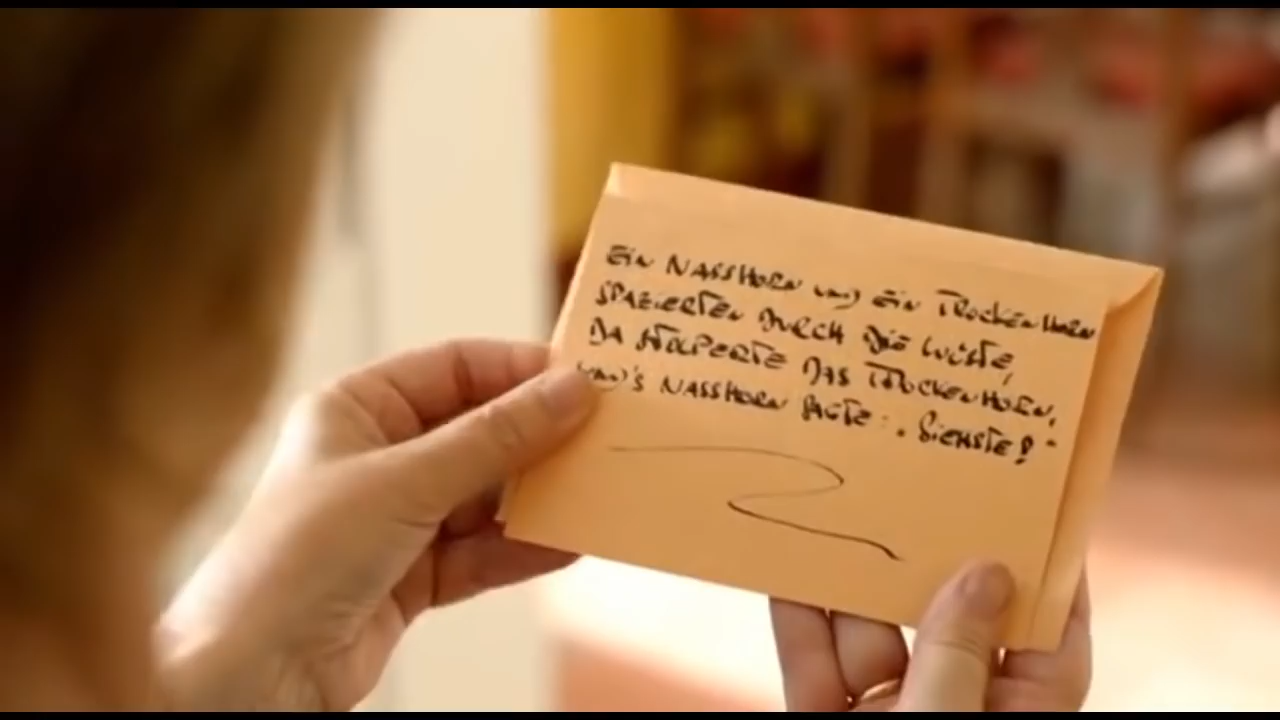 Ein Nasshorn und ein Trockenhorn
spazierten durch die Wüste,
da stolperte das Trockenhorn,
und's Nasshorn sagte: „Siehste!"